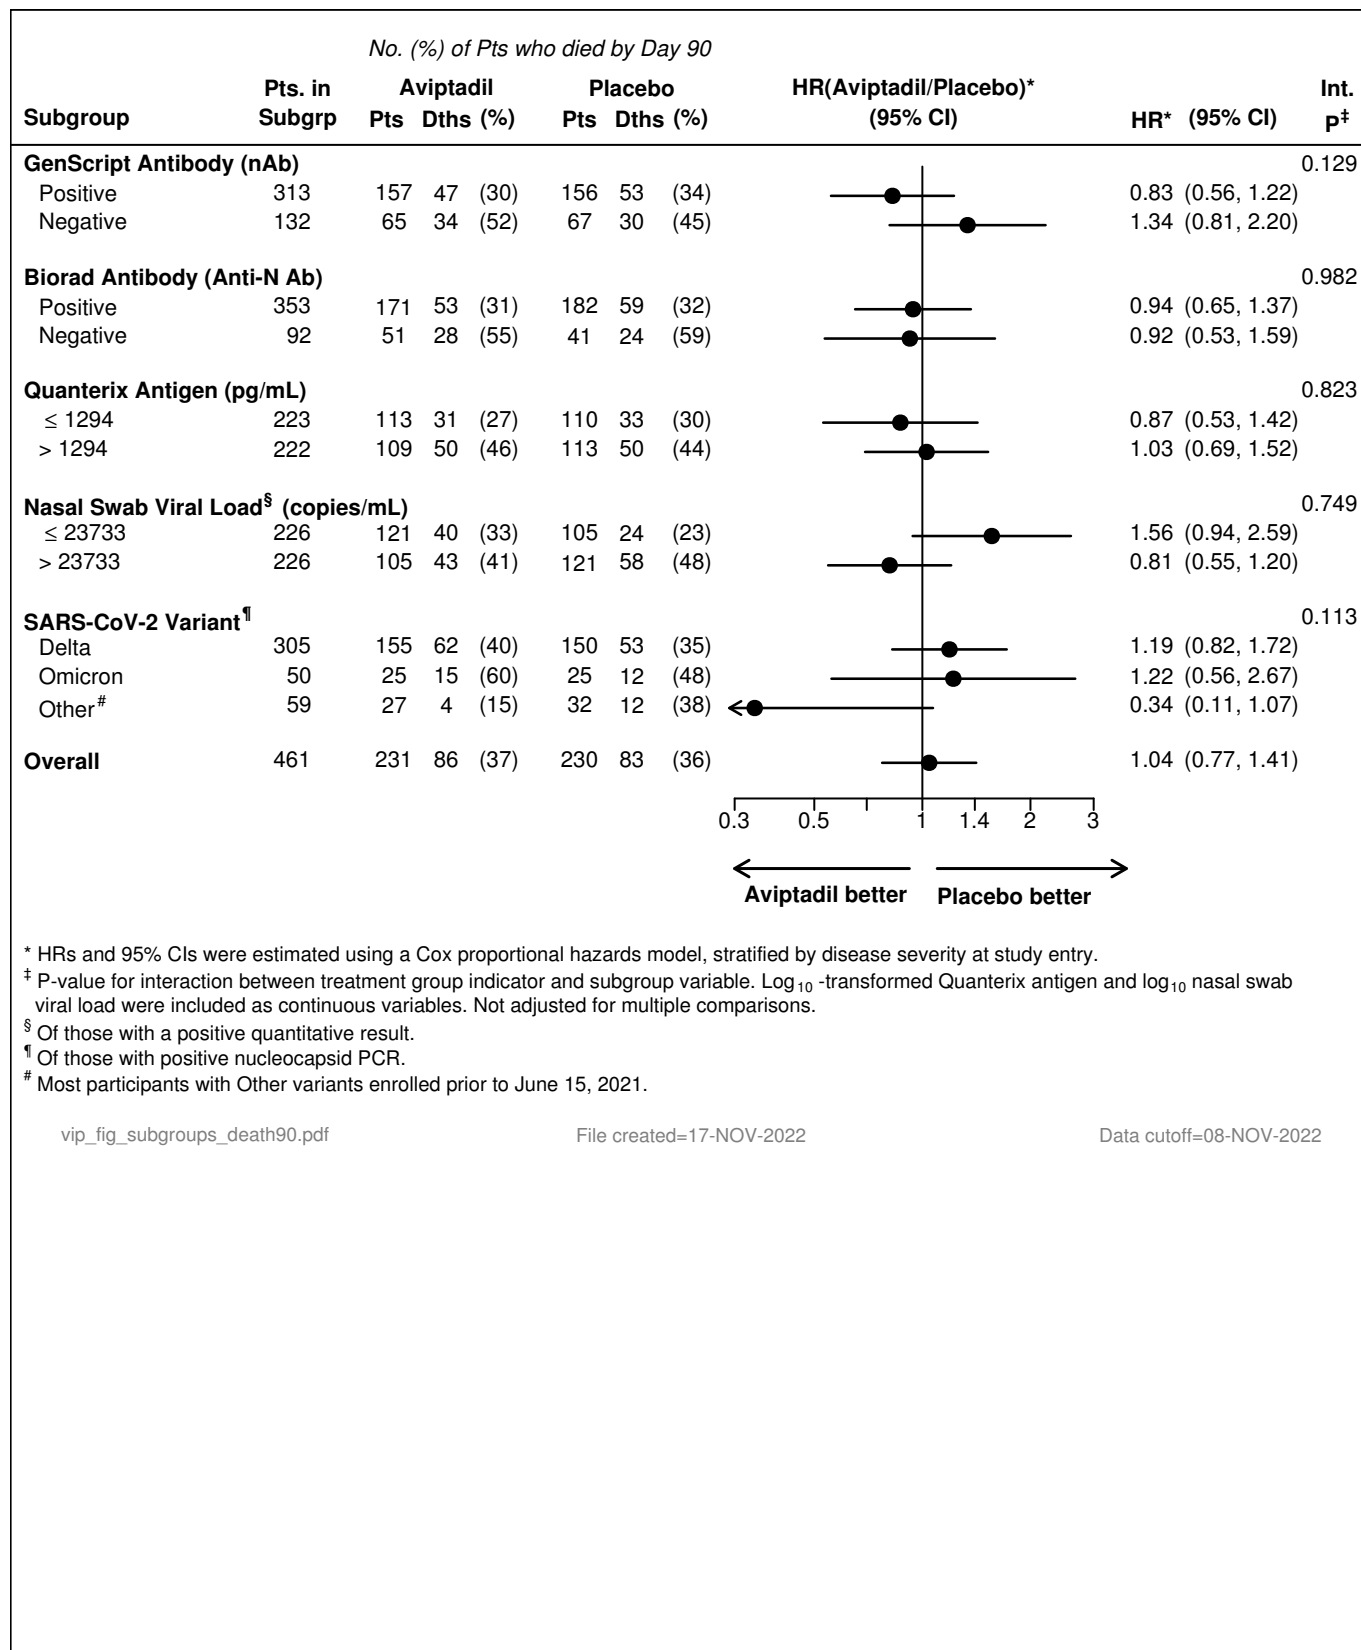 No. (%) of Pts who died by Day 90
Pts. in Aviptadil Placebo HR(Aviptadil/Placebo)* Int.
Subgroup Subgrp Pts Dths (%) Pts Dths (%) (95% CI) HR* (95% CI) P‡
GenScript Antibody (nAb) 0.129
Positive 313 157 47 (30) 156 53 (34) 0.83 (0.56, 1.22)
Negative 132 65 34 (52) 67 30 (45) 1.34 (0.81, 2.20)
Biorad Antibody (Anti-N Ab) 0.982
Positive 353 171 53 (31) 182 59 (32) 0.94 (0.65, 1.37)
Negative 92 51 28 (55) 41 24 (59) 0.92 (0.53, 1.59)
Quanterix Antigen (pg/mL) 0.823
≤ 1294 223 113 31 (27) 110 33 (30) 0.87 (0.53, 1.42)
> 1294 222 109 50 (46) 113 50 (44) 1.03 (0.69, 1.52)
Nasal Swab Viral Load§ (copies/mL) 0.749
≤ 23733 226 121 40 (33) 105 24 (23) 1.56 (0.94, 2.59)
> 23733 226 105 43 (41) 121 58 (48) 0.81 (0.55, 1.20)
SARS-CoV-2 Variant¶ 0.113
Delta 305 155 62 (40) 150 53 (35) 1.19 (0.82, 1.72)
Omicron 50 25 15 (60) 25 12 (48) 1.22 (0.56, 2.67)
Other# 59 27 4 (15) 32 12 (38) 0.34 (0.11, 1.07)
Overall 461 231 86 (37) 230 83 (36) 1.04 (0.77, 1.41)
0.3 0.5 1 1.4 2 3
Aviptadil better Placebo better
* HRs and 95% CIs were estimated using a Cox proportional hazards model, stratified by disease severity at study entry.
‡ P-value for interaction between treatment group indicator and subgroup variable. Log10 -transformed Quanterix antigen and log10 nasal swab
viral load were included as continuous variables. Not adjusted for multiple comparisons.
§ Of those with a positive quantitative result.
¶ Of those with positive nucleocapsid PCR.
# Most participants with Other variants enrolled prior to June 15, 2021.
vip_fig_subgroups_death90.pdf File created=17-NOV-2022 Data cutoff=08-NOV-2022